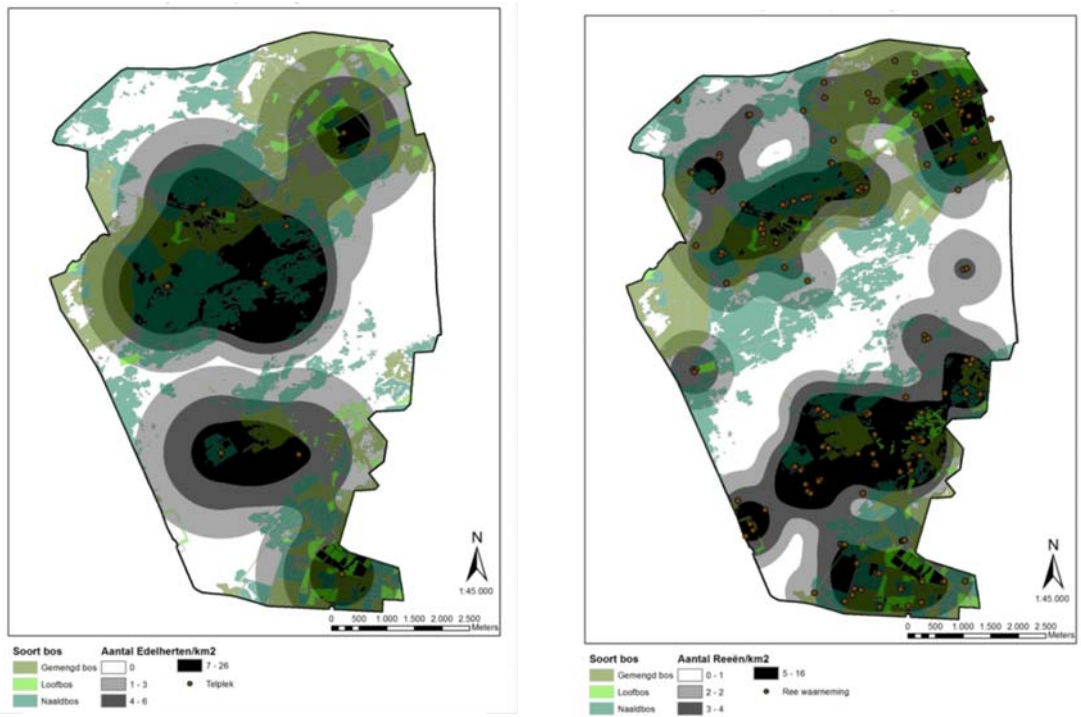 N
1:45.000
0 500 1.000 1.500 2.000 2.500
Meters
Soort bos
Gemengd bos
Loofbos
Naaldbos
Aantal Edelherten/km2
0
1 - 3
4 - 6
7 - 26
Telplek
N
1:45.000
0 500 1.000 1.500 2.000 2.500
Meters
Soort bos
Gemengd bos
Loofbos
Naaldbos
Aantal Reeën/km2
0 - 1
2 - 2
3 - 4
5 - 16
Ree waarneming